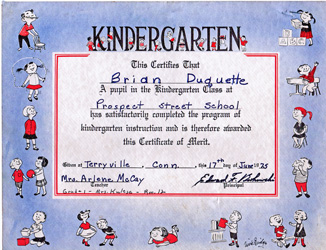 KINDERGARTEN
This Certifies That
Brian Duquette
A pupil in the Kindergarten Class at
Prospect Street School
has satisfactorily completed the program of
kindergarten instruction and is therefore awarded
this Certificate of Merit.
Given at Terryville, Conn. this 17th day of June 1975
Mrs. Arlene McCay
Teacher Principal